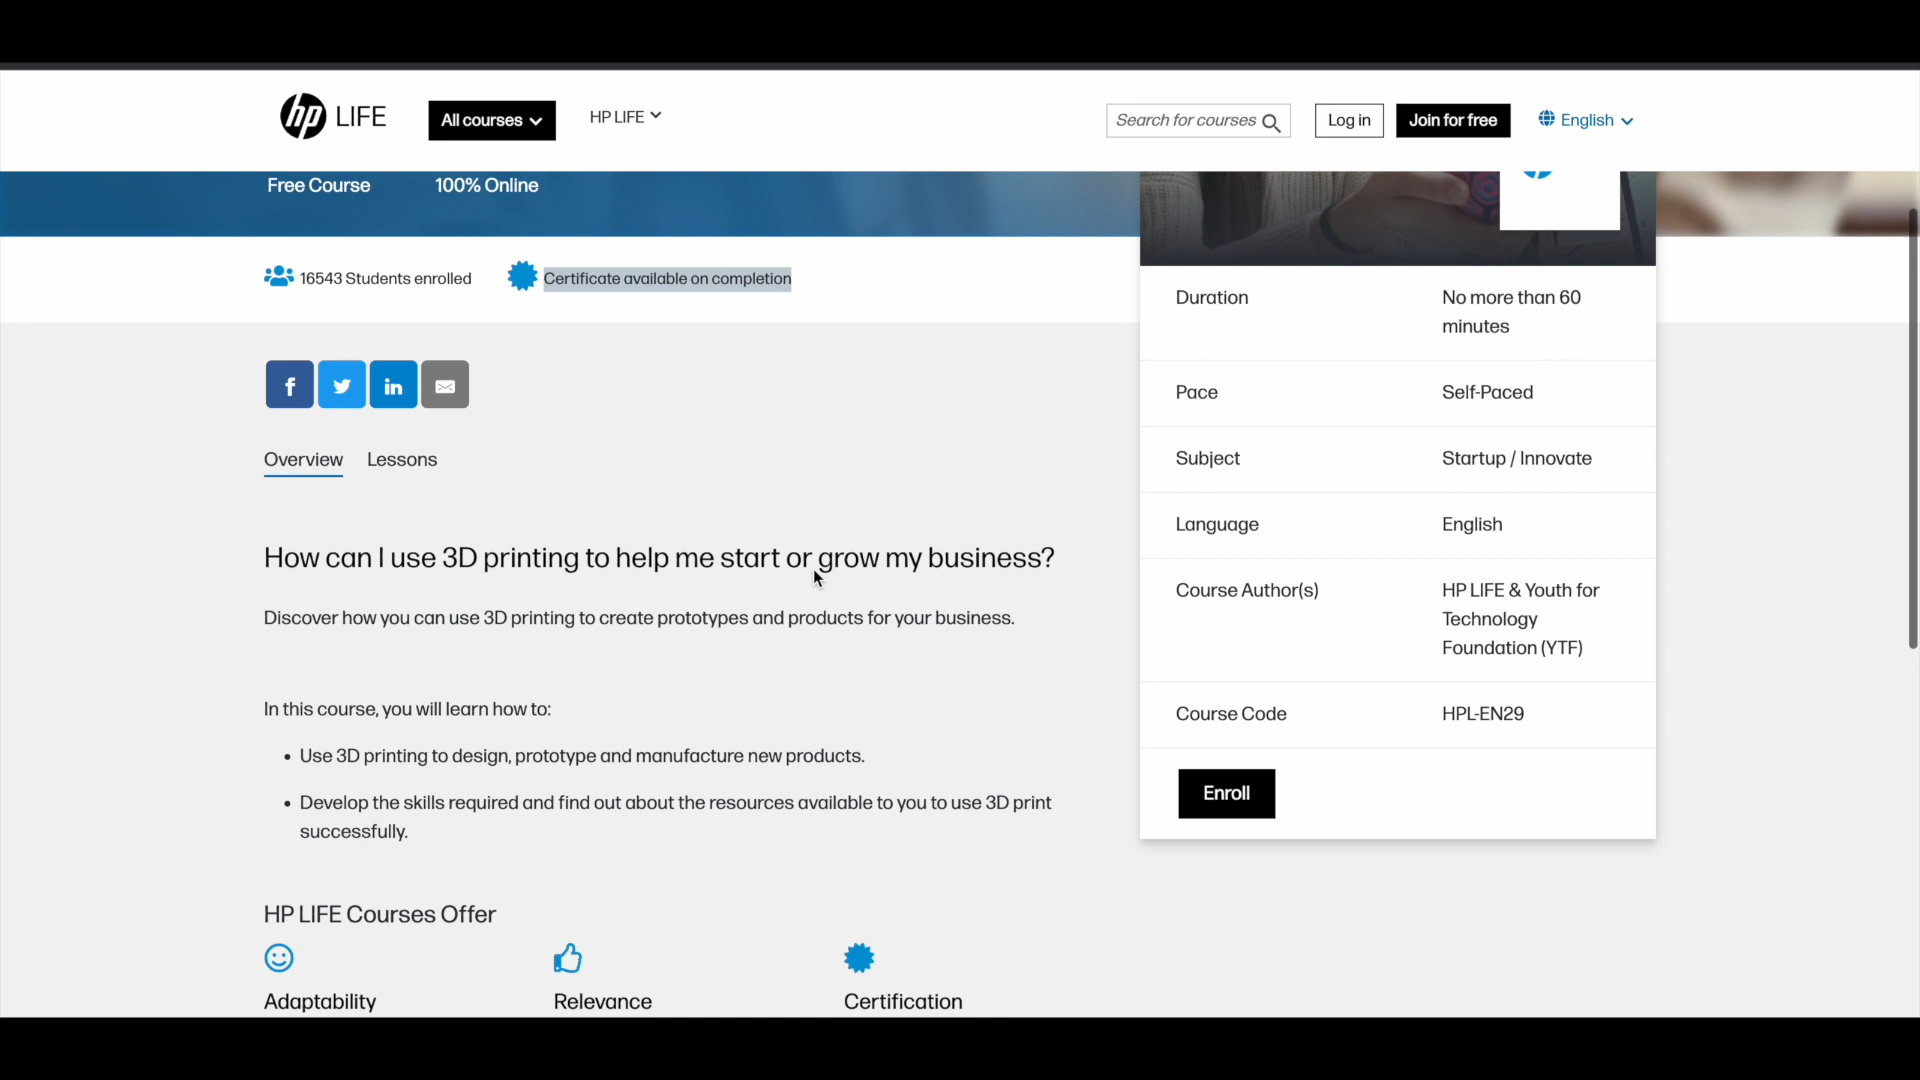 hp LIFE
All courses
HP LIFE
Search for courses
Log in
Join for free
English
Free Course
100% Online
16543 Students enrolled
Certificate available on completion
Overview
Lessons
How can I use 3D printing to help me start or grow my business?
Discover how you can use 3D printing to create prototypes and products for your business.
In this course, you will learn how to:
• Use 3D printing to design, prototype and manufacture new products.
• Develop the skills required and find out about the resources available to you to use 3D print
successfully.
HP LIFE Courses Offer
Adaptability
Relevance
Certification
Duration
No more than 60
minutes
Pace
Self-Paced
Subject
Startup / Innovate
Language
English
Course Author(s)
HP LIFE & Youth for
Technology
Foundation (YTF)
Course Code
HPL-EN29
Enroll